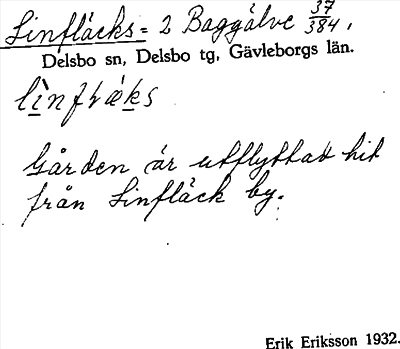 Linfläcks = 2 Baggälve 37/384,
Delsbo sn, Delsbo tg, Gävleborgs län.
Gården är utflyttad hit
från Linfläck by.
Erik Eriksson 1932.